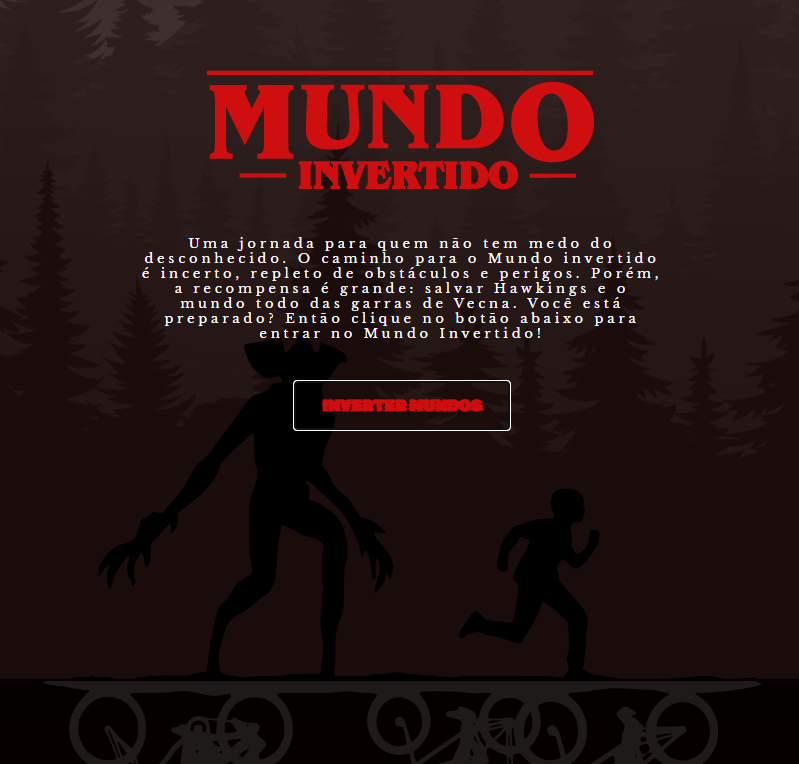 MUNDO
INVERTIDO
Uma jornada para quem não tem medo do
desconhecido. O caminho para o Mundo invertido
é incerto, repleto de obstáculos e perigos. Porém,
a recompensa é grande: salvar Hawkings e o
mundo todo das garras de Vecna. Você está
preparado? Então clique no botão abaixo para
entrar no Mundo Invertido!
INVERTER MUNDOS